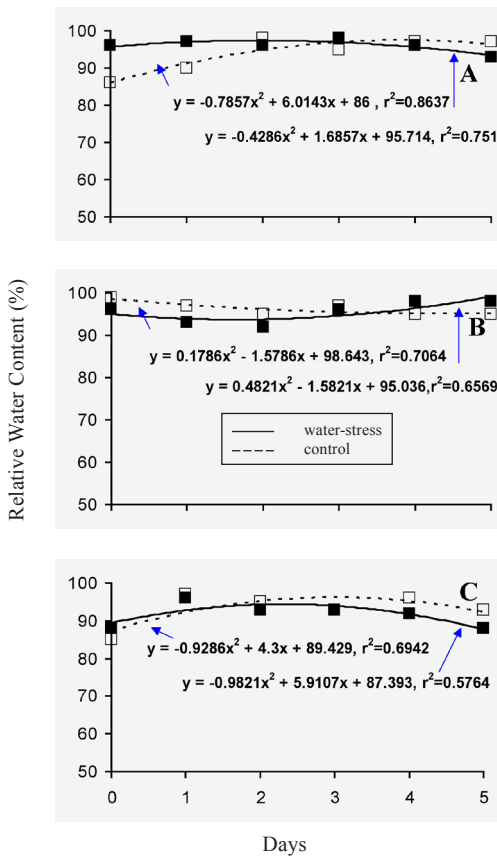 100
90
80
70
60
50
A
y = -0.7857x² + 6.0143x + 86 , r²=0.8637
y = -0.4286x² + 1.6857x + 95.714, r²=0.751
Relative Water Content (%)
100
90
80
70
60
50
B
y = 0.1786x² - 1.5786x + 98.643, r²=0.7064
y = 0.4821x² - 1.5821x + 95.036,r²=0.6569
water-stress
control
100
90
80
70
60
50
C
y = -0.9286x² + 4.3x + 89.429, r²=0.6942
y = -0.9821x² + 5.9107x + 87.393, r²=0.5764
0 1 2 3 4 5
Days